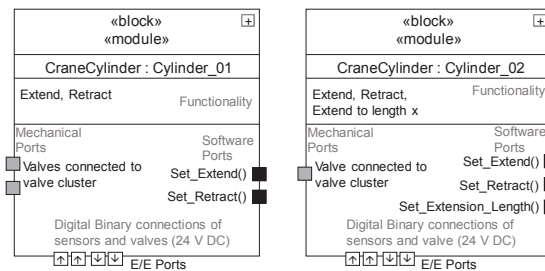 «block»
«module»
CraneCylinder : Cylinder_01
Extend, Retract
Functionality
Mechanical
Ports
Software
Ports
Valves connected to
valve cluster
Set_Extend()
Set_Retract()
Digital Binary connections of
sensors and valves (24 V DC)
E/E Ports
«block»
«module»
CraneCylinder : Cylinder_02
Extend, Retract,
Extend to length x
Functionality
Mechanical
Ports
Software
Ports
Valve connected to
valve cluster
Set_Extend()
Set_Retract()
Set_Extension_Length()
Digital Binary connections of
sensors and valve (24 V DC)
E/E Ports